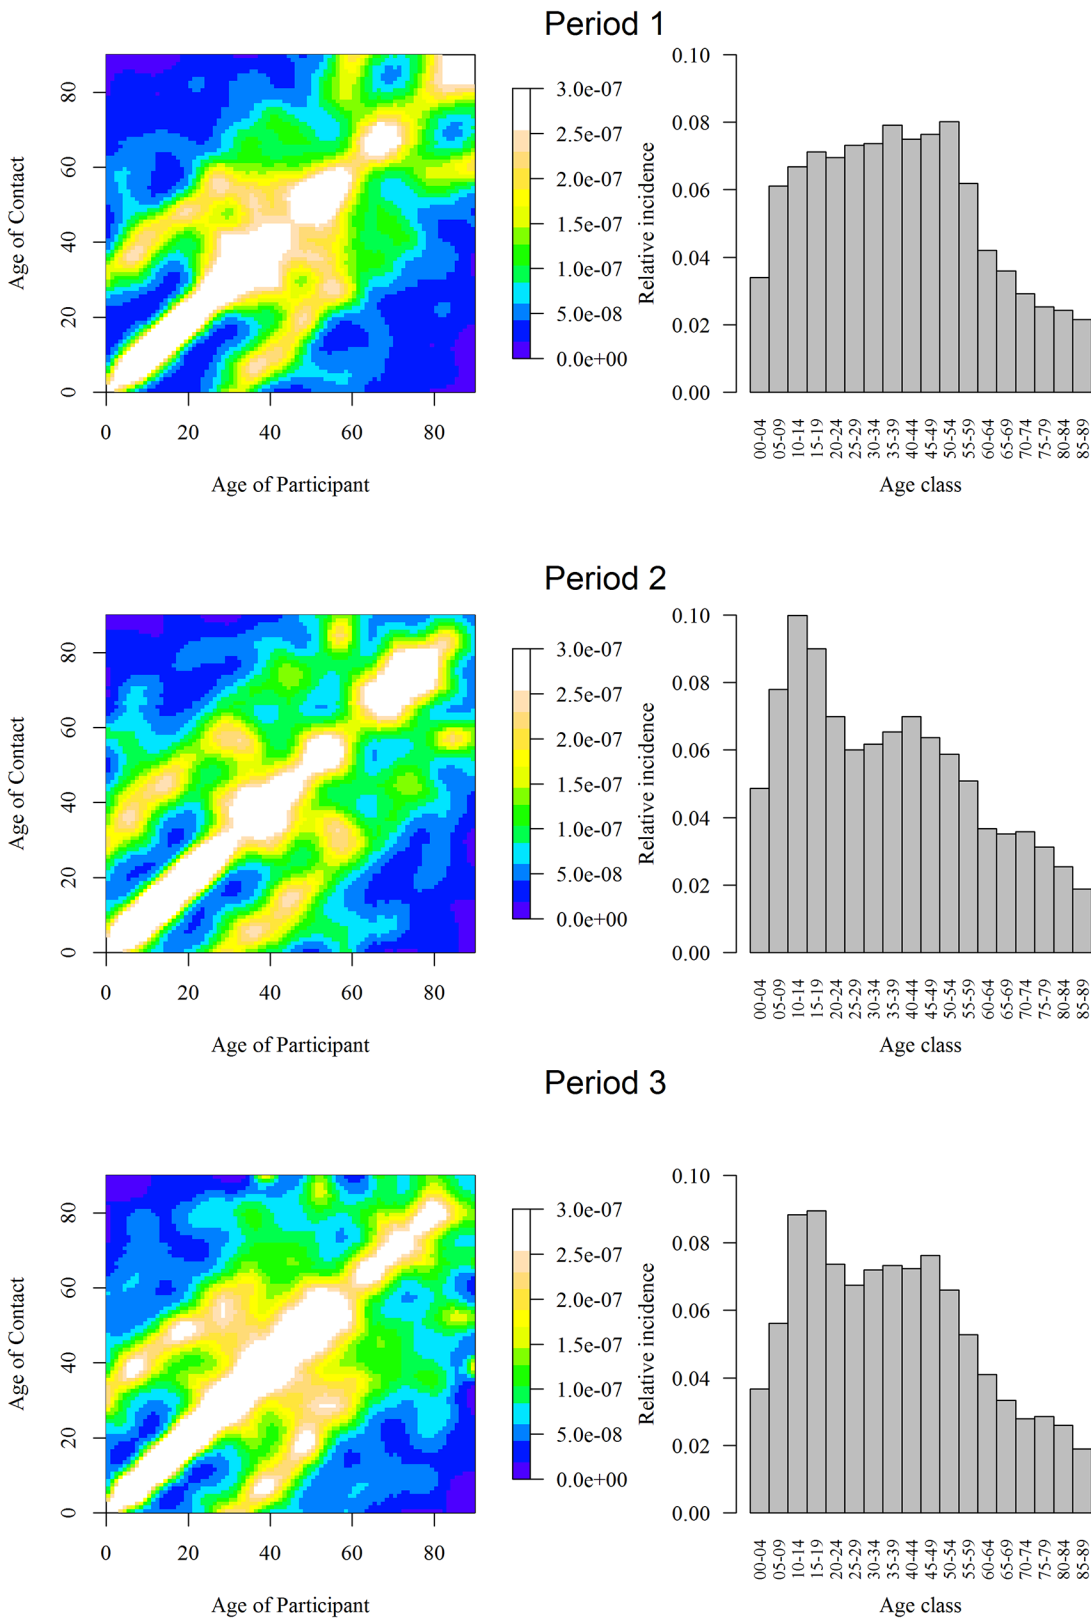 Period 1
Age of Contact
0 20 40 60 80
0 20 40 60 80
Age of Participant
3.0e-07
2.5e-07
2.0e-07
1.5e-07
1.0e-07
5.0e-08
0.0e+00
Relative incidence
0.10
0.08
0.06
0.04
0.02
0.00
00-04 05-09 10-14 15-19 20-24 25-29 30-34 35-39 40-44 45-49 50-54 55-59 60-64 65-69 70-74 75-79 80-84 85-89
Age class
Period 2
Age of Contact
0 20 40 60 80
0 20 40 60 80
Age of Participant
3.0e-07
2.5e-07
2.0e-07
1.5e-07
1.0e-07
5.0e-08
0.0e+00
Relative incidence
0.10
0.08
0.06
0.04
0.02
0.00
00-04 05-09 10-14 15-19 20-24 25-29 30-34 35-39 40-44 45-49 50-54 55-59 60-64 65-69 70-74 75-79 80-84 85-89
Age class
Period 3
Age of Contact
0 20 40 60 80
0 20 40 60 80
Age of Participant
3.0e-07
2.5e-07
2.0e-07
1.5e-07
1.0e-07
5.0e-08
0.0e+00
Relative incidence
0.10
0.08
0.06
0.04
0.02
0.00
00-04 05-09 10-14 15-19 20-24 25-29 30-34 35-39 40-44 45-49 50-54 55-59 60-64 65-69 70-74 75-79 80-84 85-89
Age class